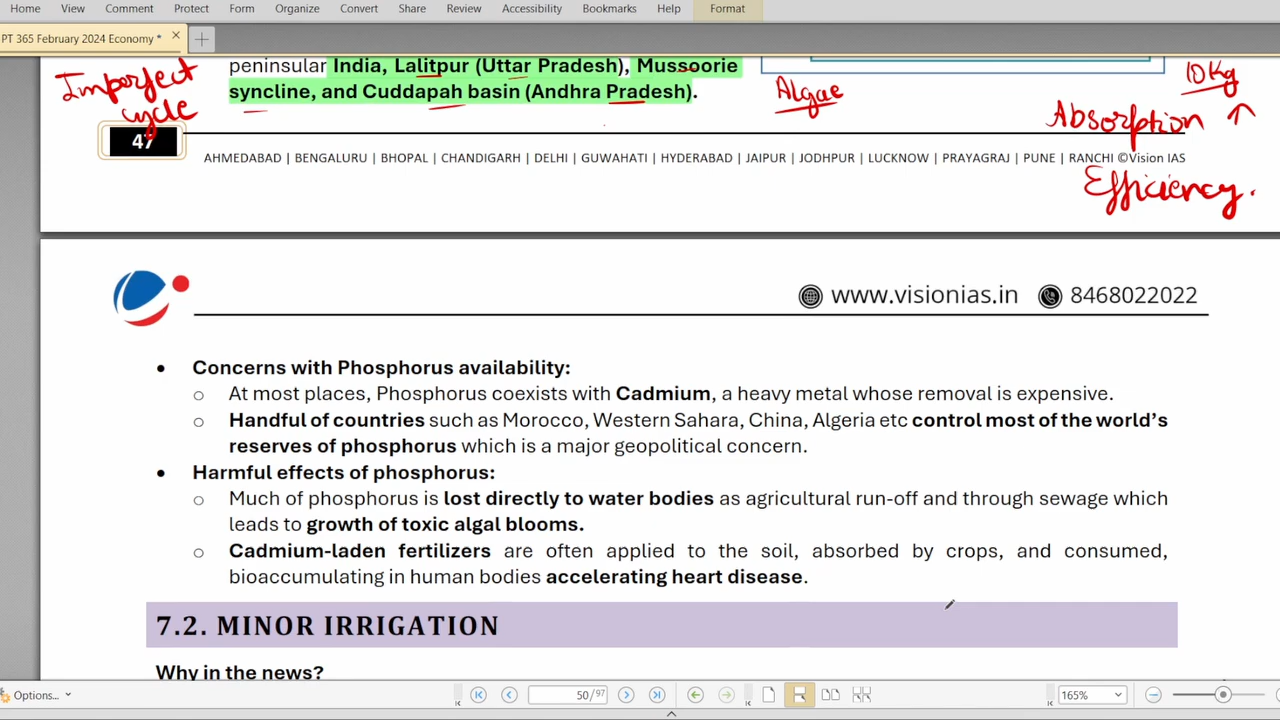 Home View Comment Protect Form Organize Convert Share Review Accessibility Bookmarks Help Format
PT 365 February 2024 Economy *
Imperfect cycle
peninsular India, Lalitpur (Uttar Pradesh), Mussoorie
syncline, and Cuddapah basin (Andhra Pradesh).
Algae
10 Kg
Absorption ↑
Efficiency.
47
AHMEDABAD | BENGALURU | BHOPAL | CHANDIGARH | DELHI | GUWAHATI | HYDERABAD | JAIPUR | JODHPUR | LUCKNOW | PRAYAGRAJ | PUNE | RANCHI ©Vision IAS
www.visionias.in 8468022022
• Concerns with Phosphorus availability:
○ At most places, Phosphorus coexists with Cadmium, a heavy metal whose removal is expensive.
○ Handful of countries such as Morocco, Western Sahara, China, Algeria etc control most of the world's
reserves of phosphorus which is a major geopolitical concern.
• Harmful effects of phosphorus:
○ Much of phosphorus is lost directly to water bodies as agricultural run-off and through sewage which
leads to growth of toxic algal blooms.
○ Cadmium-laden fertilizers are often applied to the soil, absorbed by crops, and consumed,
bioaccumulating in human bodies accelerating heart disease.
7.2. MINOR IRRIGATION
Why in the news?
Options...
50 / 97
165%